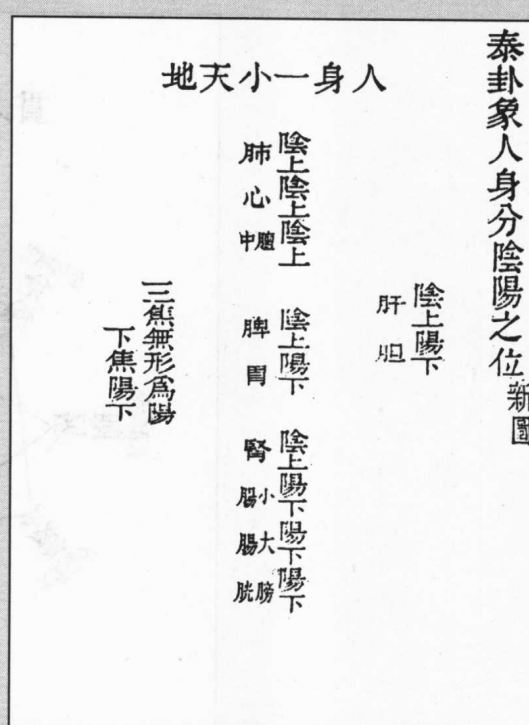 泰卦象人身分陰陽之位新圖
人身一小天地
陰上陽下
肝胆
陰上陰上陰上
肺心膻中
陰上陽下
脾胃
陰上陽下陽下陽下
腎小腸大腸膀胱
三焦無形為陽
下焦陽下